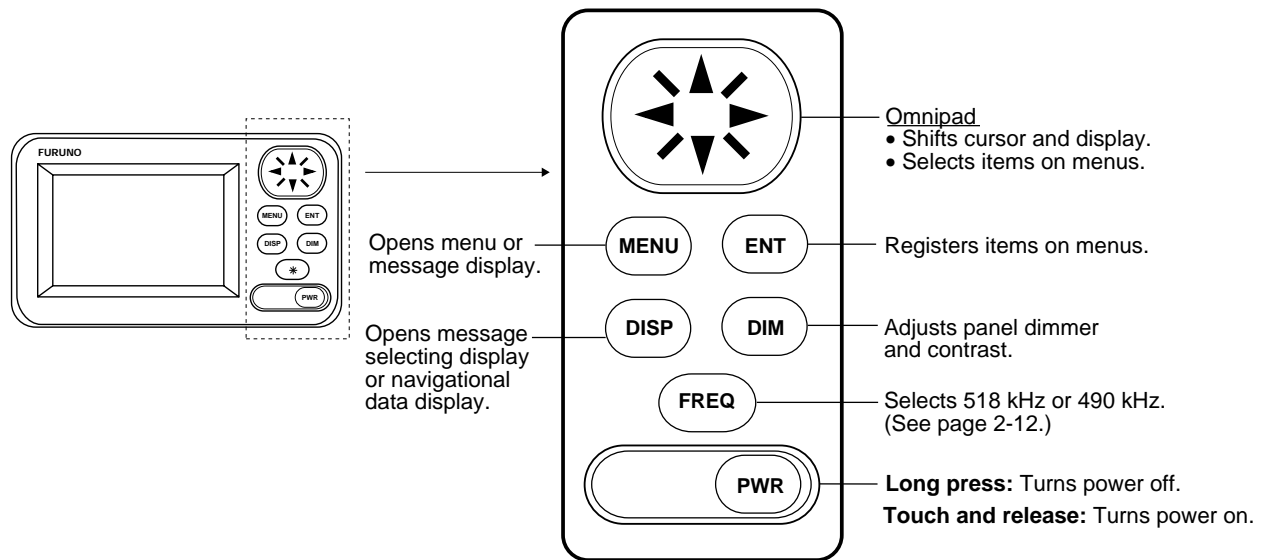 FURUNO
MENU ENT
DISP DIM
PWR
Omnipad
• Shifts cursor and display.
• Selects items on menus.
Opens menu or
message display.
MENU
ENT
Registers items on menus.
Opens message
selecting display
or navigational
data display.
DISP
DIM
Adjusts panel dimmer
and contrast.
FREQ
Selects 518 kHz or 490 kHz.
(See page 2-12.)
PWR
Long press: Turns power off.
Touch and release: Turns power on.